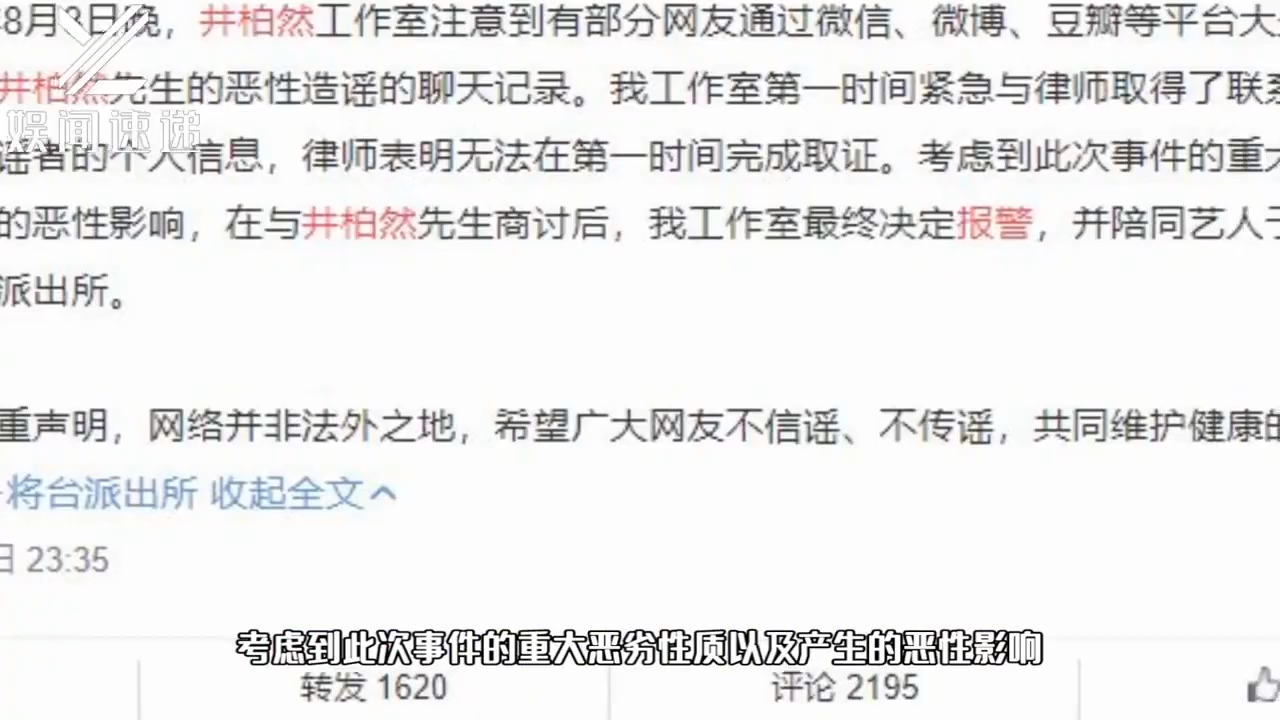 8月3日晚，井柏然工作室注意到有部分网友通过微信、微博、豆瓣等平台大
井柏然先生的恶性造谣的聊天记录。我工作室第一时间紧急与律师取得了联系
娱闻速递
谣者的个人信息，律师表明无法在第一时间完成取证。考虑到此次事件的重大
的恶性影响，在与井柏然先生商讨后，我工作室最终决定报警，并陪同艺人于
派出所。
重声明，网络并非法外之地，希望广大网友不信谣、不传谣，共同维护健康的
将台派出所 收起全文
日 23:35
考虑到此次事件的重大恶劣性质以及产生的恶性影响
转发 1620 评论 2195